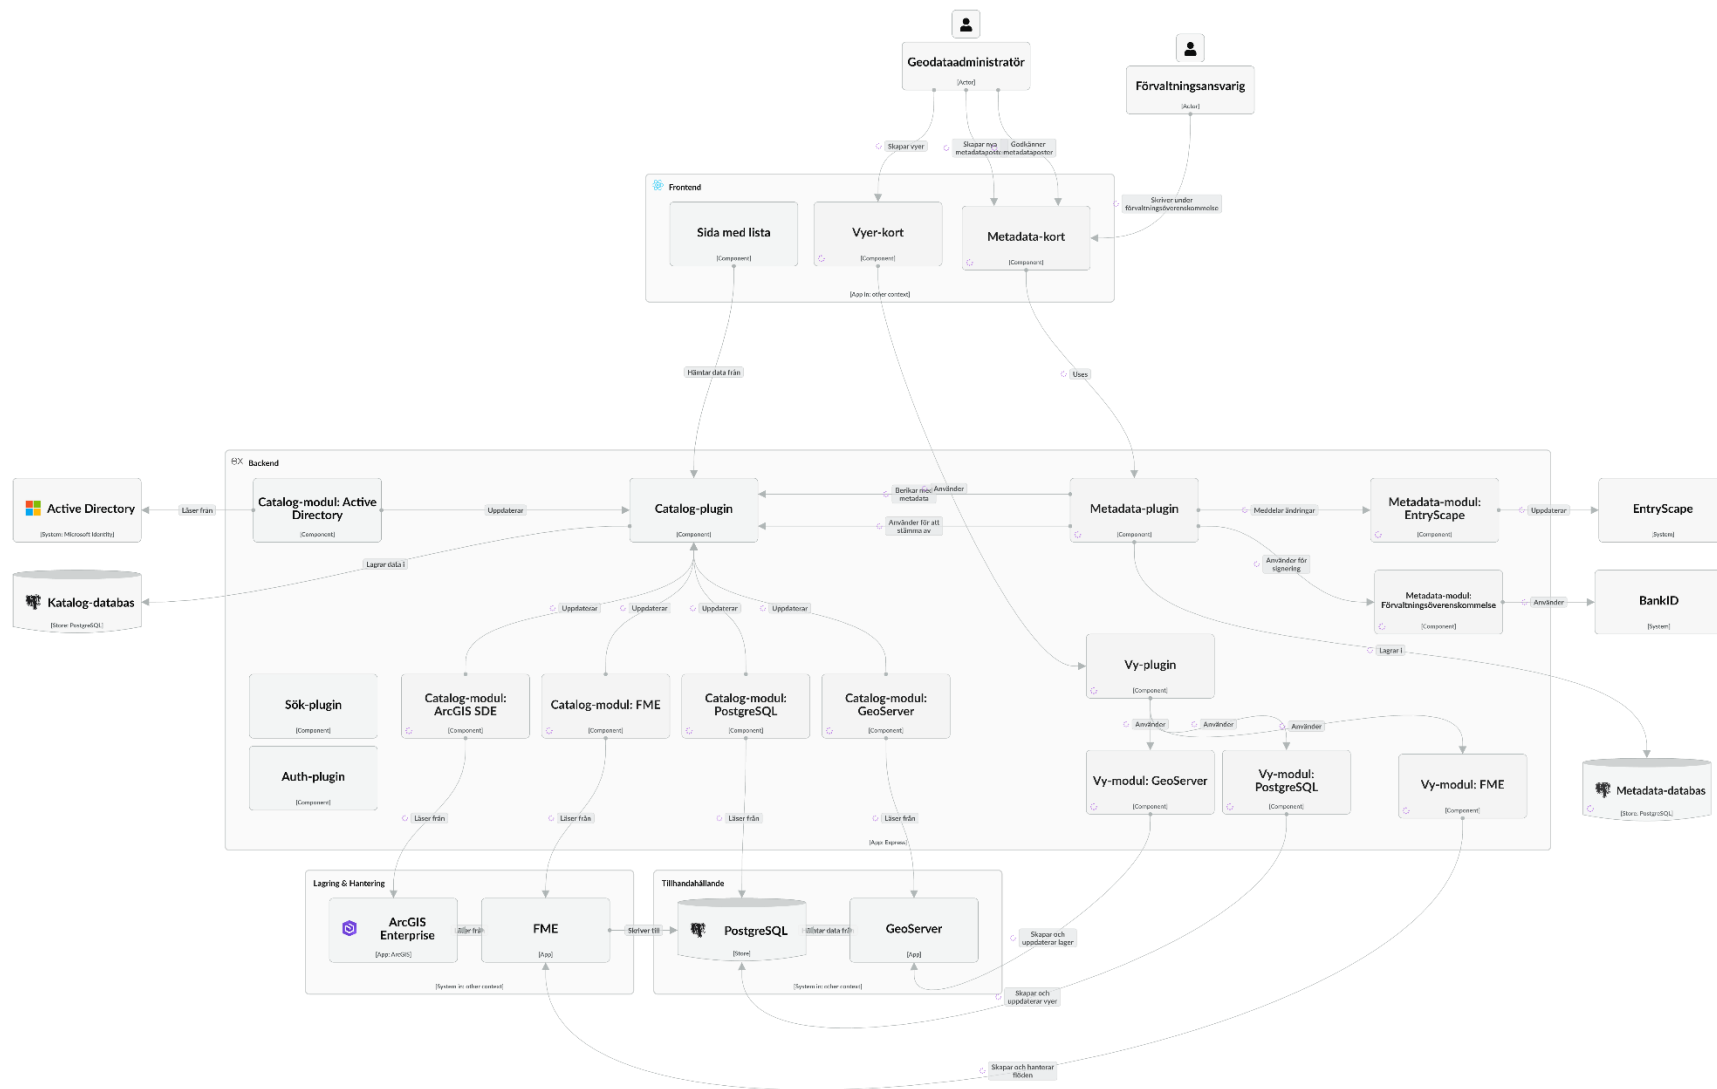 Geodataadministratör
[Actor]
Förvaltningsansvarig
[Actor]
Skapar vyer
Skapar nya
metadataposter
Godkänner
metadataposter
Skriver under
förvaltningsöverenskommelse
Frontend
Sida med lista
[Component]
Vyer-kort
[Component]
Metadata-kort
[Component]
[App in: other context]
Hämtar data från
Uses
Backend
Active Directory
[System: Microsoft Identity]
Läser från
Catalog-modul: Active
Directory
[Component]
Uppdaterar
Catalog-plugin
[Component]
Berikar med
metadata
Använder
Använder för att
stämma av
Metadata-plugin
[Component]
Meddelar ändringar
Metadata-modul:
EntryScape
[Component]
Uppdaterar
EntryScape
[System]
Lagrar data i
Katalog-databas
[Store: PostgreSQL]
Använder för
signering
Metadata-modul:
Förvaltningsöverenskommelse
[Component]
Använder
BankID
[System]
Uppdaterar
Uppdaterar
Uppdaterar
Uppdaterar
Lagrar i
Vy-plugin
[Component]
Sök-plugin
[Component]
Catalog-modul:
ArcGIS SDE
[Component]
Catalog-modul: FME
[Component]
Catalog-modul:
PostgreSQL
[Component]
Catalog-modul:
GeoServer
[Component]
Använder
Använder
Använder
Auth-plugin
[Component]
Vy-modul: GeoServer
[Component]
Vy-modul:
PostgreSQL
[Component]
Vy-modul: FME
[Component]
Metadata-databas
[Store: PostgreSQL]
Läser från
Läser från
Läser från
Läser från
[App: Express]
Lagring & Hantering
ArcGIS
Enterprise
[App: ArcGIS]
FME
[App]
Skriver till
[System in: other context]
Tillhandahållande
PostgreSQL
[Store]
Hämtar data från
GeoServer
[App]
[System in: other context]
Skapar och
uppdaterar lager
Skapar och
uppdaterar vyer
Skapar och hanterar
flöden